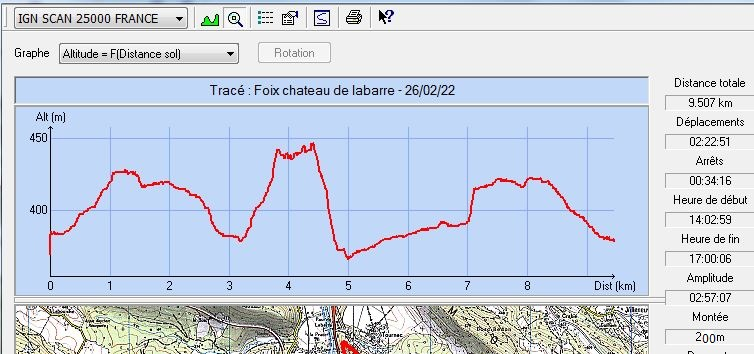 IGN SCAN 25000 FRANCE
Graphe Altitude = F(Distance sol) Rotation
Tracé : Foix chateau de labarre - 26/02/22
Alt (m)
450
400
0 1 2 3 4 5 6 7 8 Dist (km)
Distance totale
9.507 km
Déplacements
02:22:51
Arrêts
00:34:16
Heure de début
14:02:59
Heure de fin
17:00:06
Amplitude
02:57:07
Montée
200m